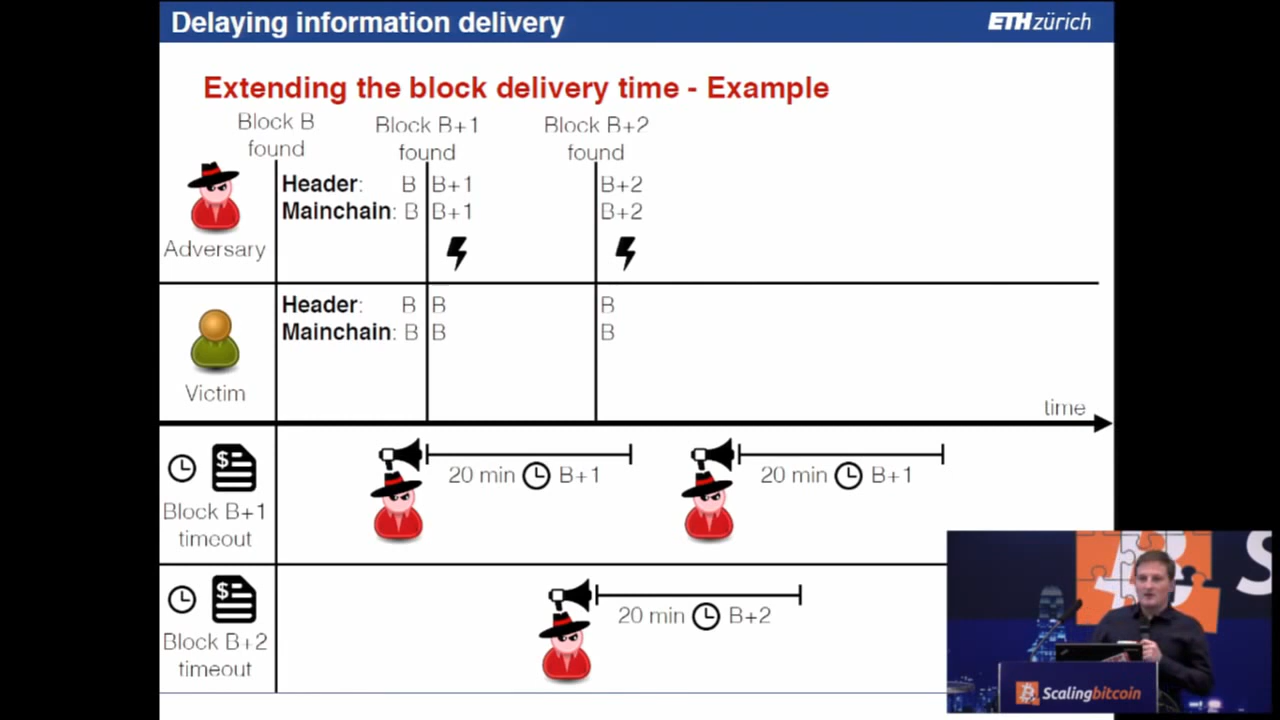 Delaying information delivery
ETH zürich
Extending the block delivery time - Example
Block B found
Block B+1 found
Block B+2 found
Header: B B+1 B+2
Mainchain: B B+1 B+2
Adversary
Header: B B B
Mainchain: B B B
Victim
time
20 min B+1
20 min B+1
$
Block B+1
timeout
20 min B+2
$
Block B+2
timeout
S
Scalingbitcoin